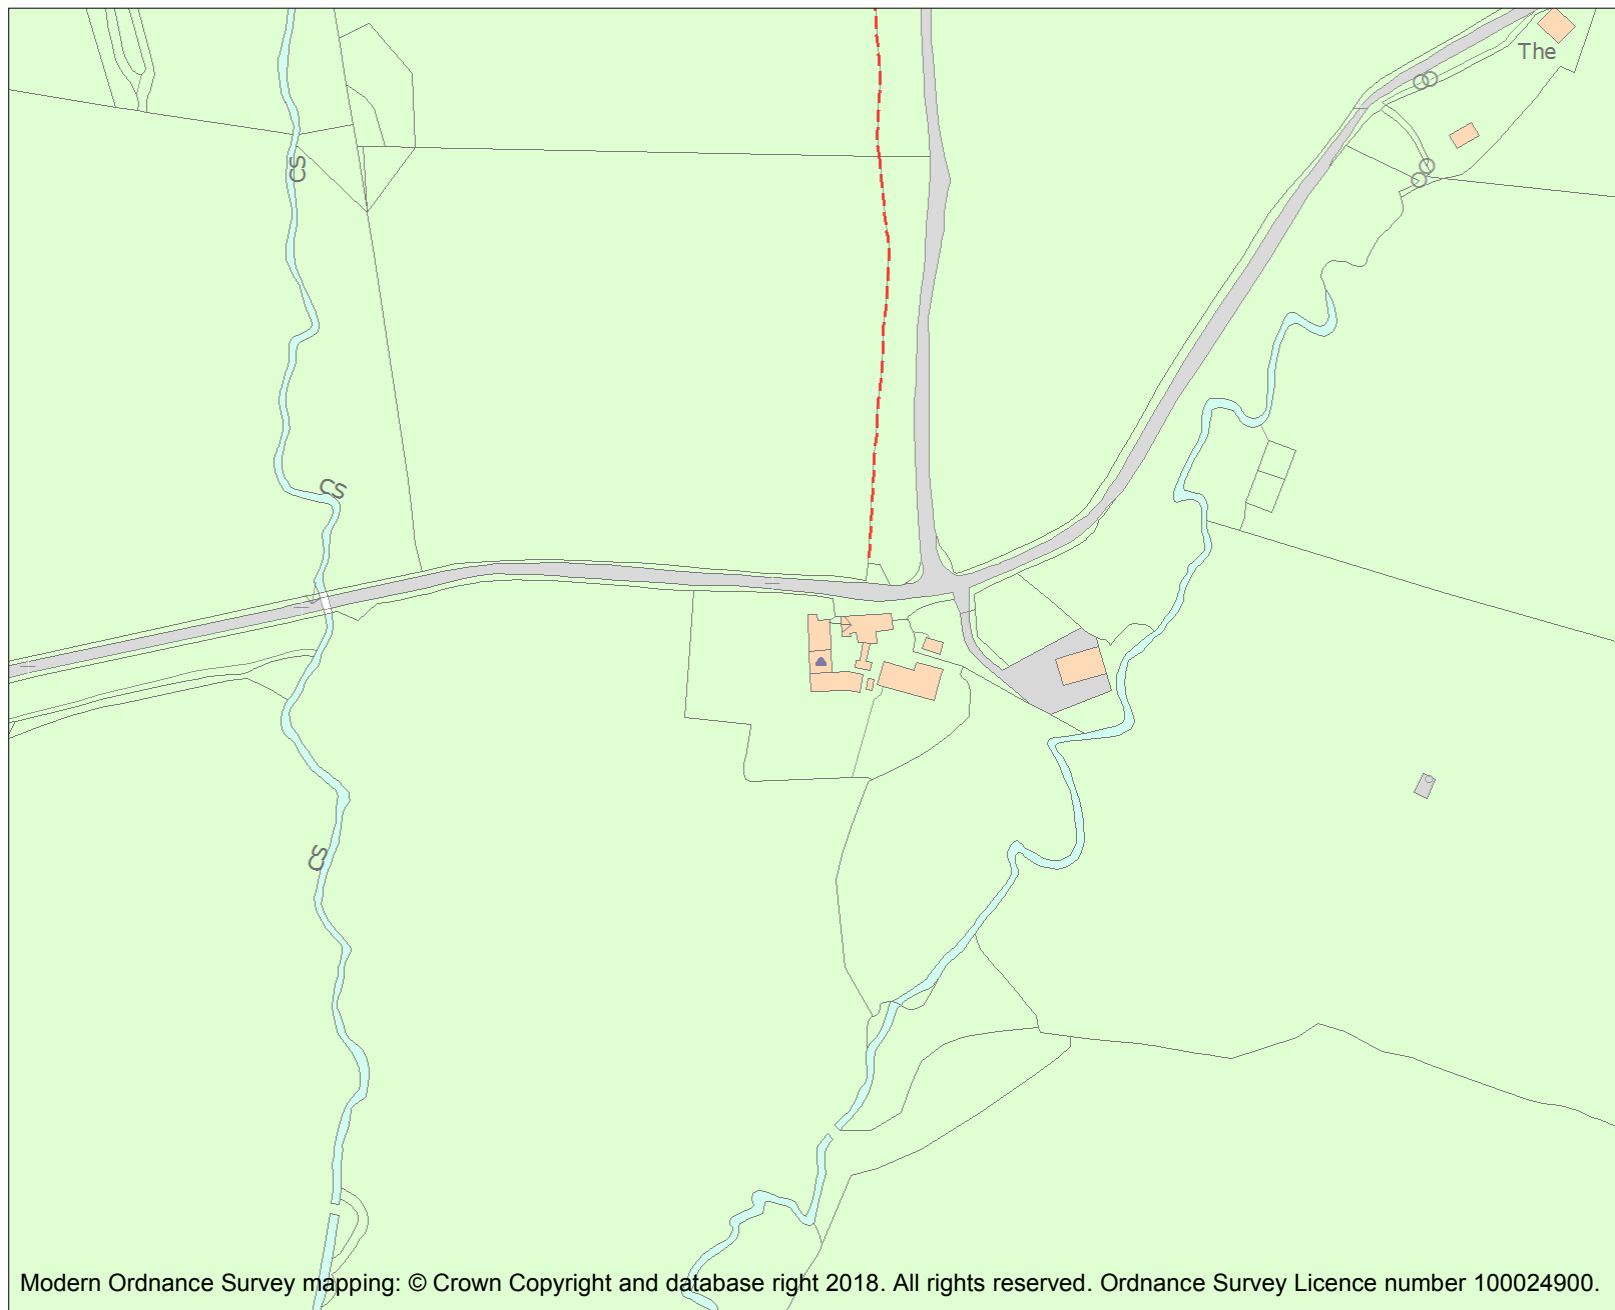 The
CS
CS
CS
Modern Ordnance Survey mapping: © Crown Copyright and database right 2018. All rights reserved. Ordnance Survey Licence number 100024900.